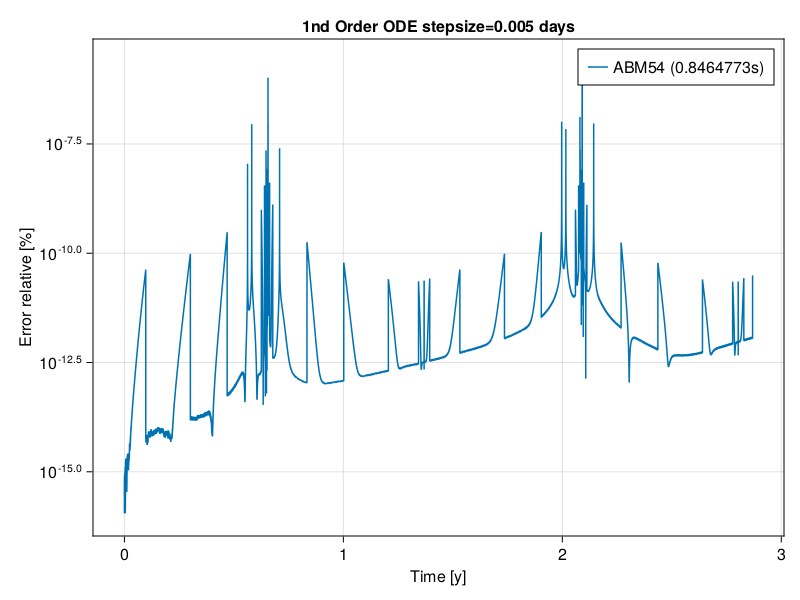 1nd Order ODE stepsize=0.005 days
ABM54 (0.8464773s)
Error relative [%]
10^-7.5
10^-10.0
10^-12.5
10^-15.0
0 1 2 3
Time [y]